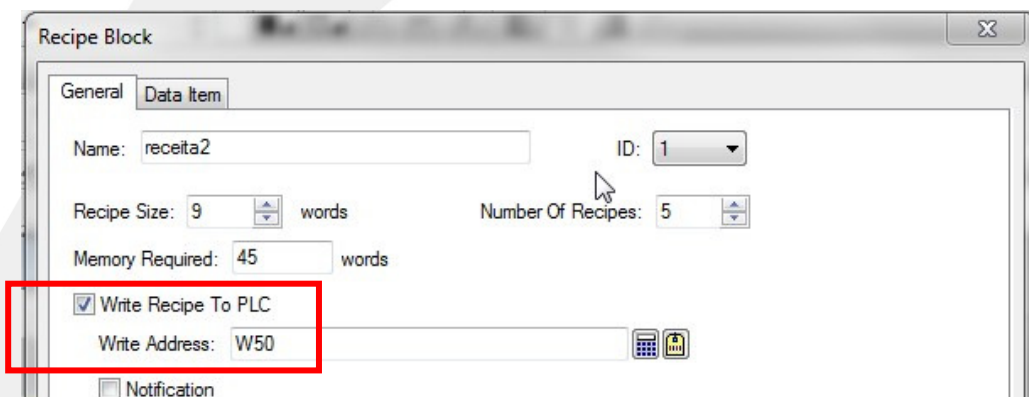 Recipe Block
General Data Item
Name: receita2 ID: 1
Recipe Size: 9 words Number Of Recipes: 5
Memory Required: 45 words
Write Recipe To PLC
Write Address: W50
Notification